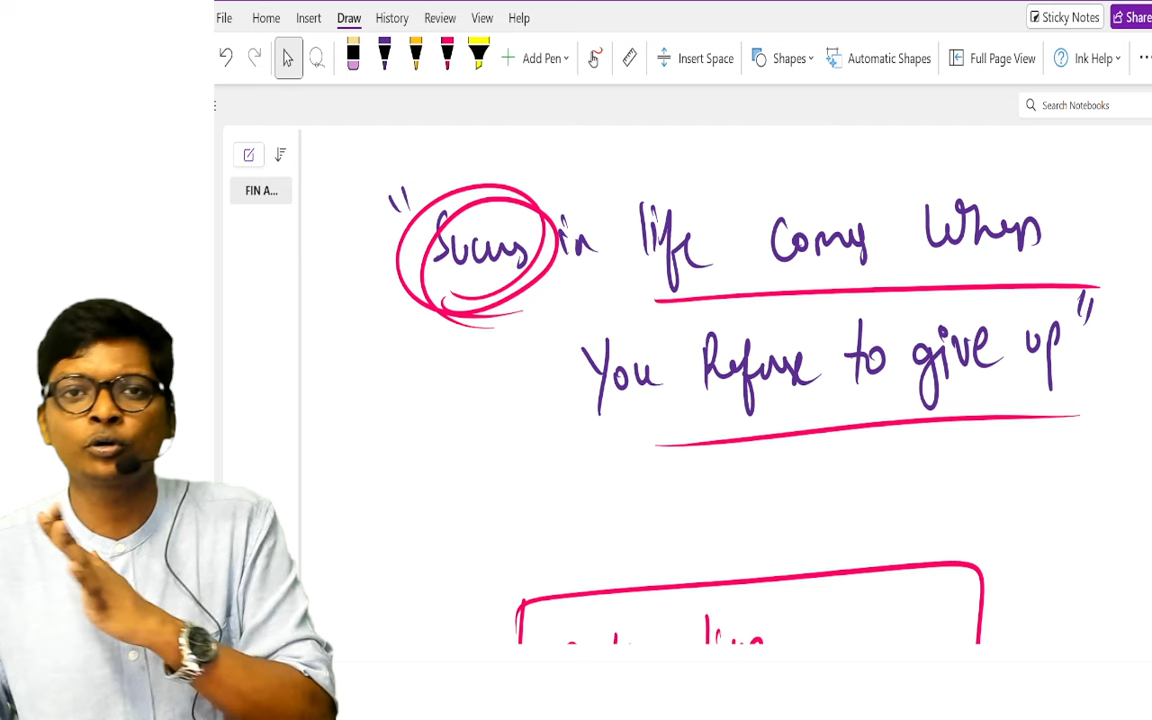 File Home Insert Draw History Review View Help Sticky Notes Share
Add Pen Insert Space Shapes Automatic Shapes Full Page View Ink Help
Search Notebooks
FIN A...
"Success in life comes When
You Refuse to give up"